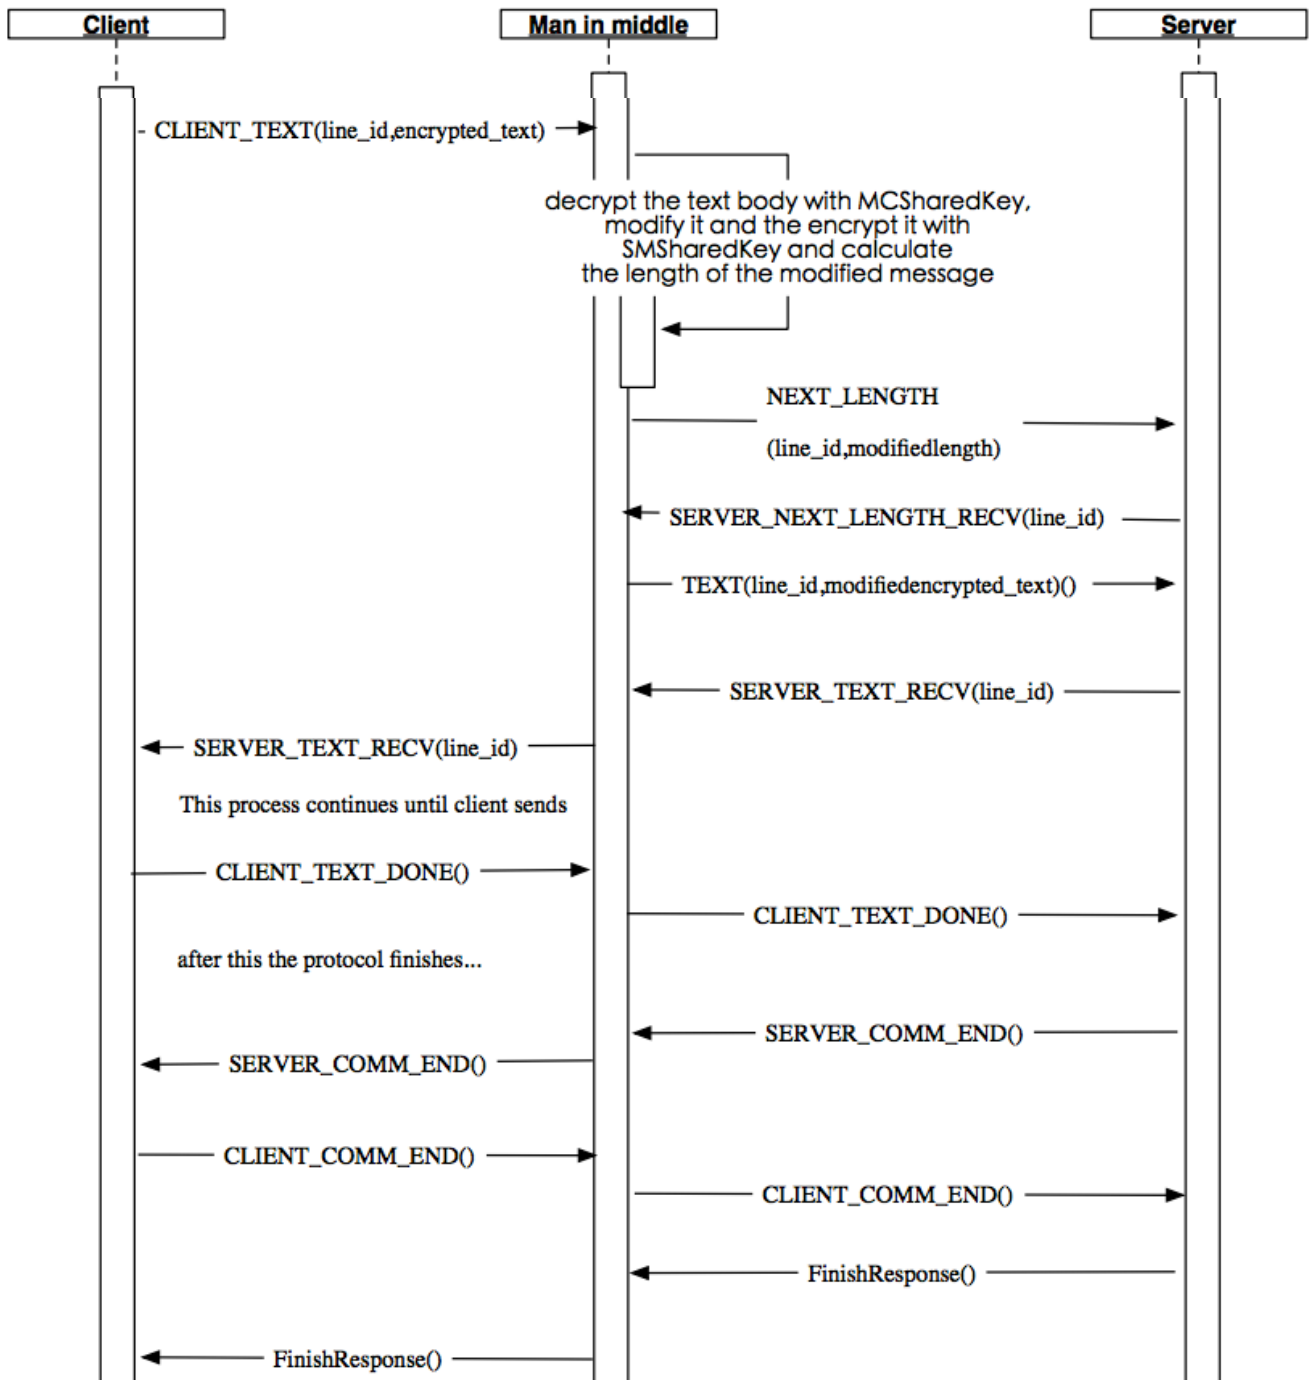 Client
Man in middle
Server
CLIENT_TEXT(line_id,encrypted_text)
decrypt the text body with MCSharedKey,
modify it and the encrypt it with
SMSharedKey and calculate
the length of the modified message
NEXT_LENGTH
(line_id,modifiedlength)
SERVER_NEXT_LENGTH_RECV(line_id)
TEXT(line_id,modifiedencrypted_text)()
SERVER_TEXT_RECV(line_id)
SERVER_TEXT_RECV(line_id)
This process continues until client sends
CLIENT_TEXT_DONE()
CLIENT_TEXT_DONE()
after this the protocol finishes...
SERVER_COMM_END()
SERVER_COMM_END()
CLIENT_COMM_END()
CLIENT_COMM_END()
FinishResponse()
FinishResponse()